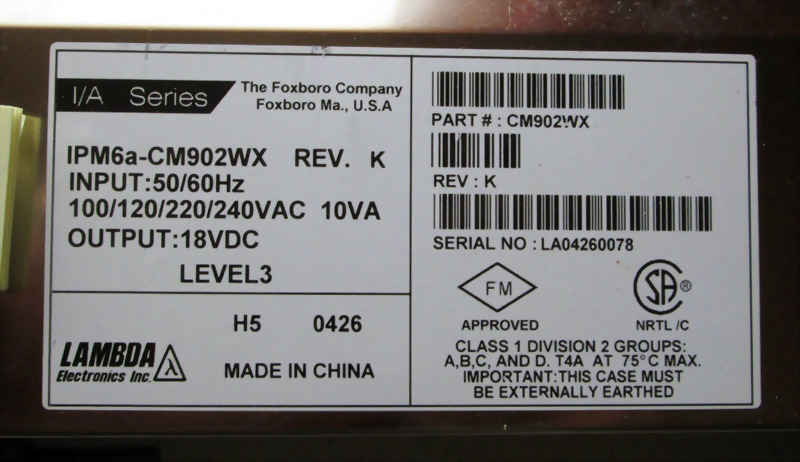 I/A Series
The Foxboro Company
Foxboro Ma., U.S.A
IPM6a-CM902WX REV. K
INPUT:50/60Hz
100/120/220/240VAC 10VA
OUTPUT:18VDC
LEVEL3
H5 0426
LAMBDA
Electronics Inc. λ
MADE IN CHINA
PART # : CM902WX
REV : K
SERIAL NO : LA04260078
FM
APPROVED
SA ®
NRTL /C
CLASS 1 DIVISION 2 GROUPS:
A,B,C, AND D. T4A AT 75°C MAX.
IMPORTANT:THIS CASE MUST
BE EXTERNALLY EARTHED